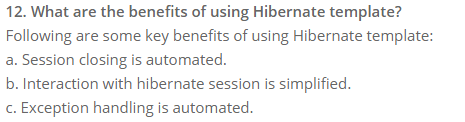 12. What are the benefits of using Hibernate template?
Following are some key benefits of using Hibernate template:
a. Session closing is automated.
b. Interaction with hibernate session is simplified.
c. Exception handling is automated.